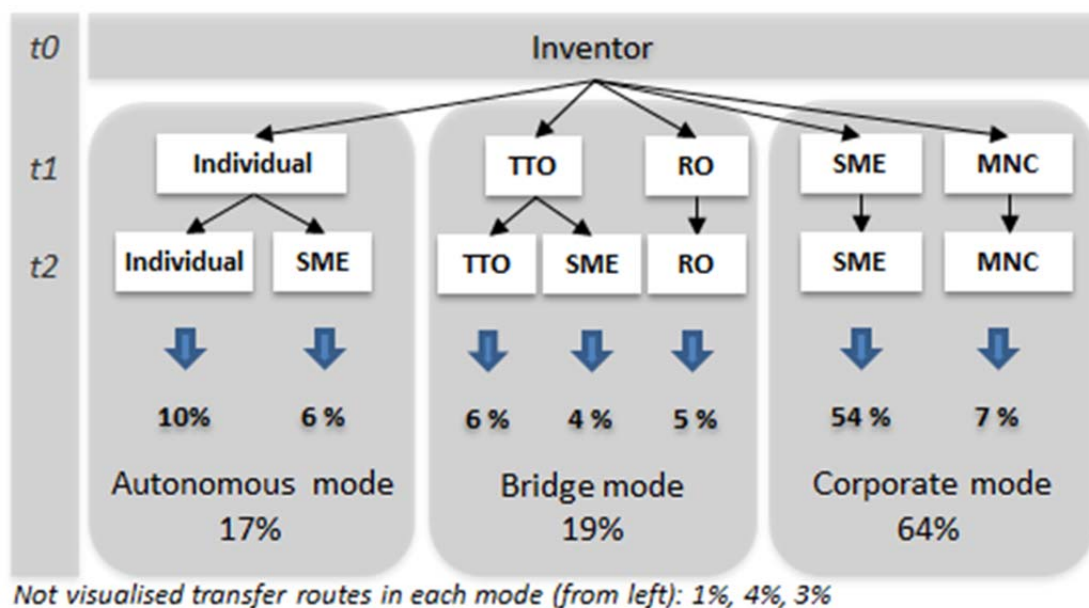 t0
Inventor
t1
Individual
TTO
RO
SME
MNC
t2
Individual
SME
TTO
SME
RO
SME
MNC
10%
6 %
6 %
4 %
5 %
54 %
7 %
Autonomous mode
17%
Bridge mode
19%
Corporate mode
64%
Not visualised transfer routes in each mode (from left): 1%, 4%, 3%